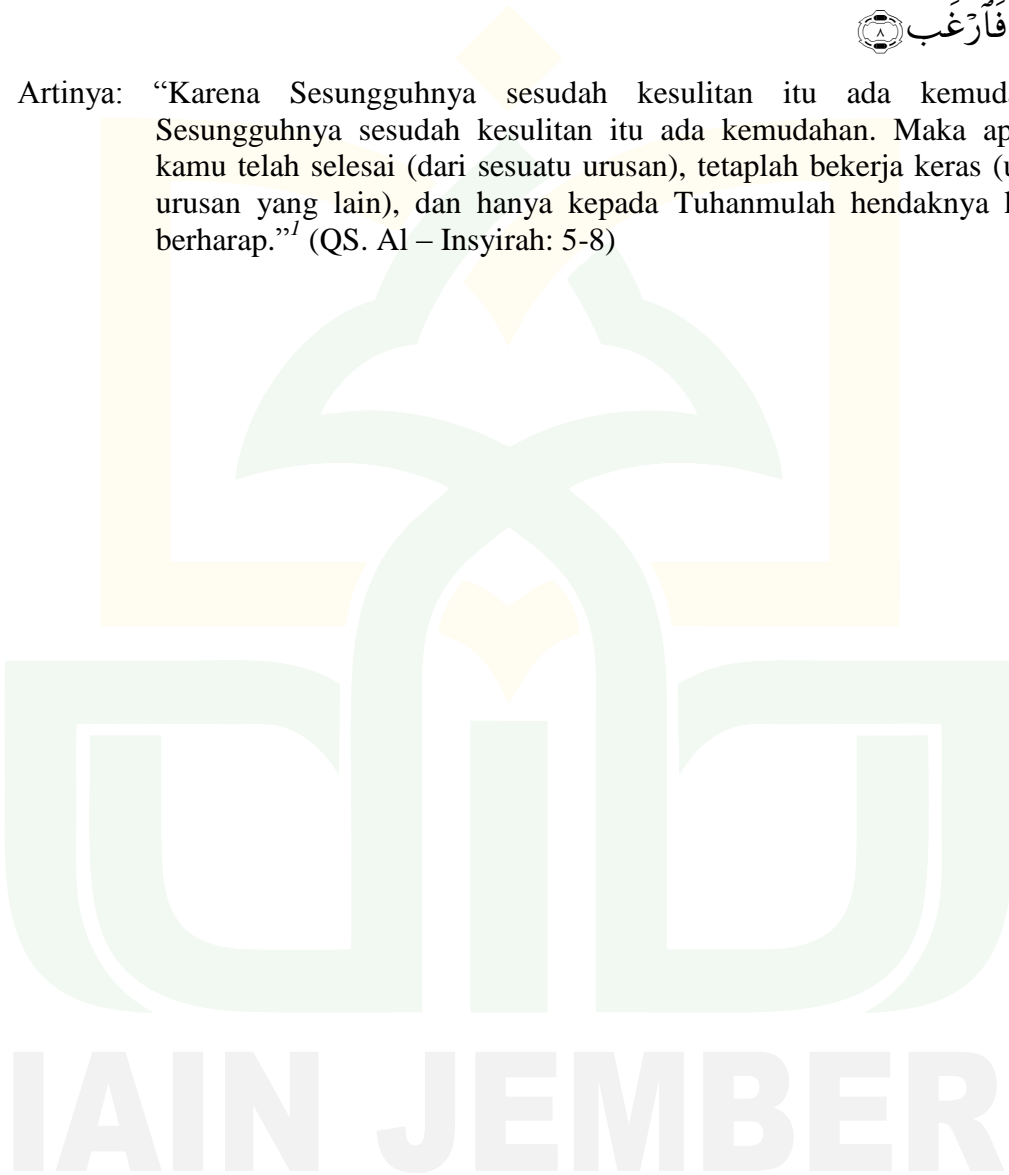 فَٱرْغَب ۝٨
Artinya: “Karena Sesungguhnya sesudah kesulitan itu ada
Sesungguhnya sesudah kesulitan itu ada kemudahan. Maka
kamu telah selesai (dari sesuatu urusan), tetaplah bekerja keras
urusan yang lain), dan hanya kepada Tuhanmulah hendaknya
berharap.”1 (QS. Al – Insyirah: 5-8)
IAIN JEMBER